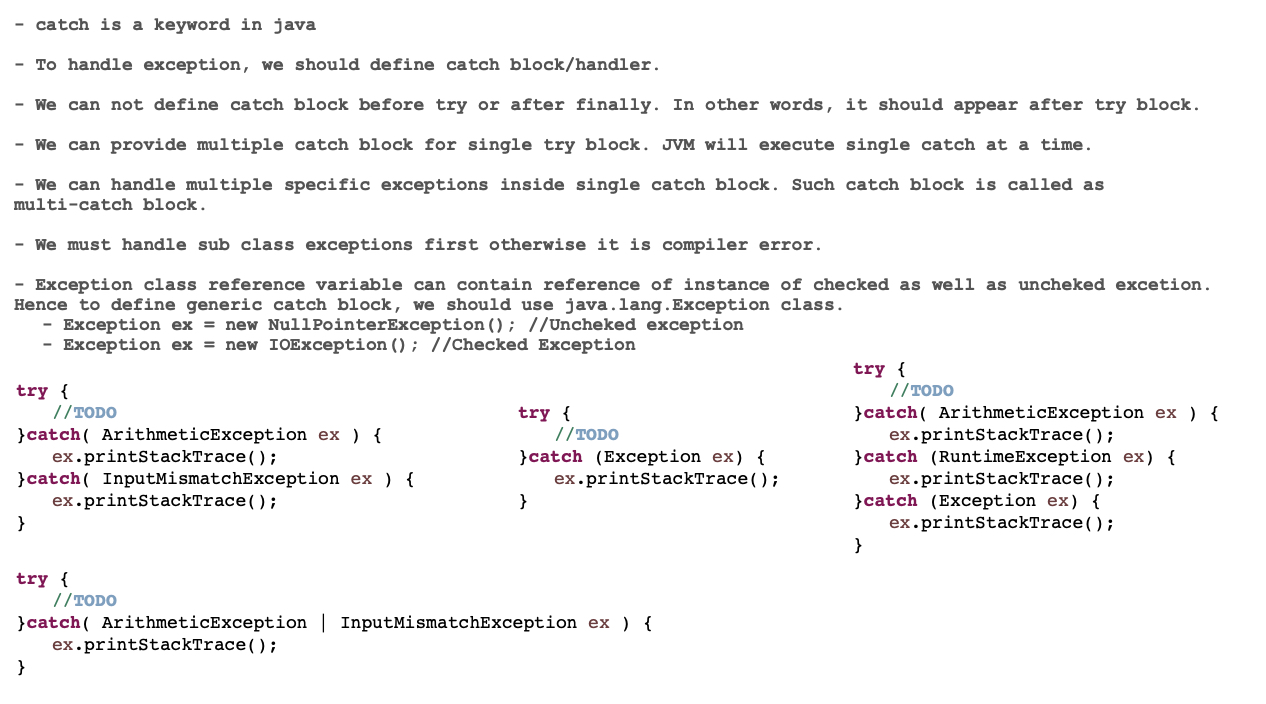 - catch is a keyword in java
- To handle exception, we should define catch block/handler.
- We can not define catch block before try or after finally. In other words, it should appear after try block.
- We can provide multiple catch block for single try block. JVM will execute single catch at a time.
- We can handle multiple specific exceptions inside single catch block. Such catch block is called as
multi-catch block.
- We must handle sub class exceptions first otherwise it is compiler error.
- Exception class reference variable can contain reference of instance of checked as well as uncheked excetion.
Hence to define generic catch block, we should use java.lang.Exception class.
- Exception ex = new NullPointerException(); //Uncheked exception
- Exception ex = new IOException(); //Checked Exception
try {
//TODO
}catch( ArithmeticException ex ) {
ex.printStackTrace();
}catch( InputMismatchException ex ) {
ex.printStackTrace();
}
try {
//TODO
}catch (Exception ex) {
ex.printStackTrace();
}
try {
//TODO
}catch( ArithmeticException ex ) {
ex.printStackTrace();
}catch (RuntimeException ex) {
ex.printStackTrace();
}catch (Exception ex) {
ex.printStackTrace();
}
try {
//TODO
}catch( ArithmeticException | InputMismatchException ex ) {
ex.printStackTrace();
}